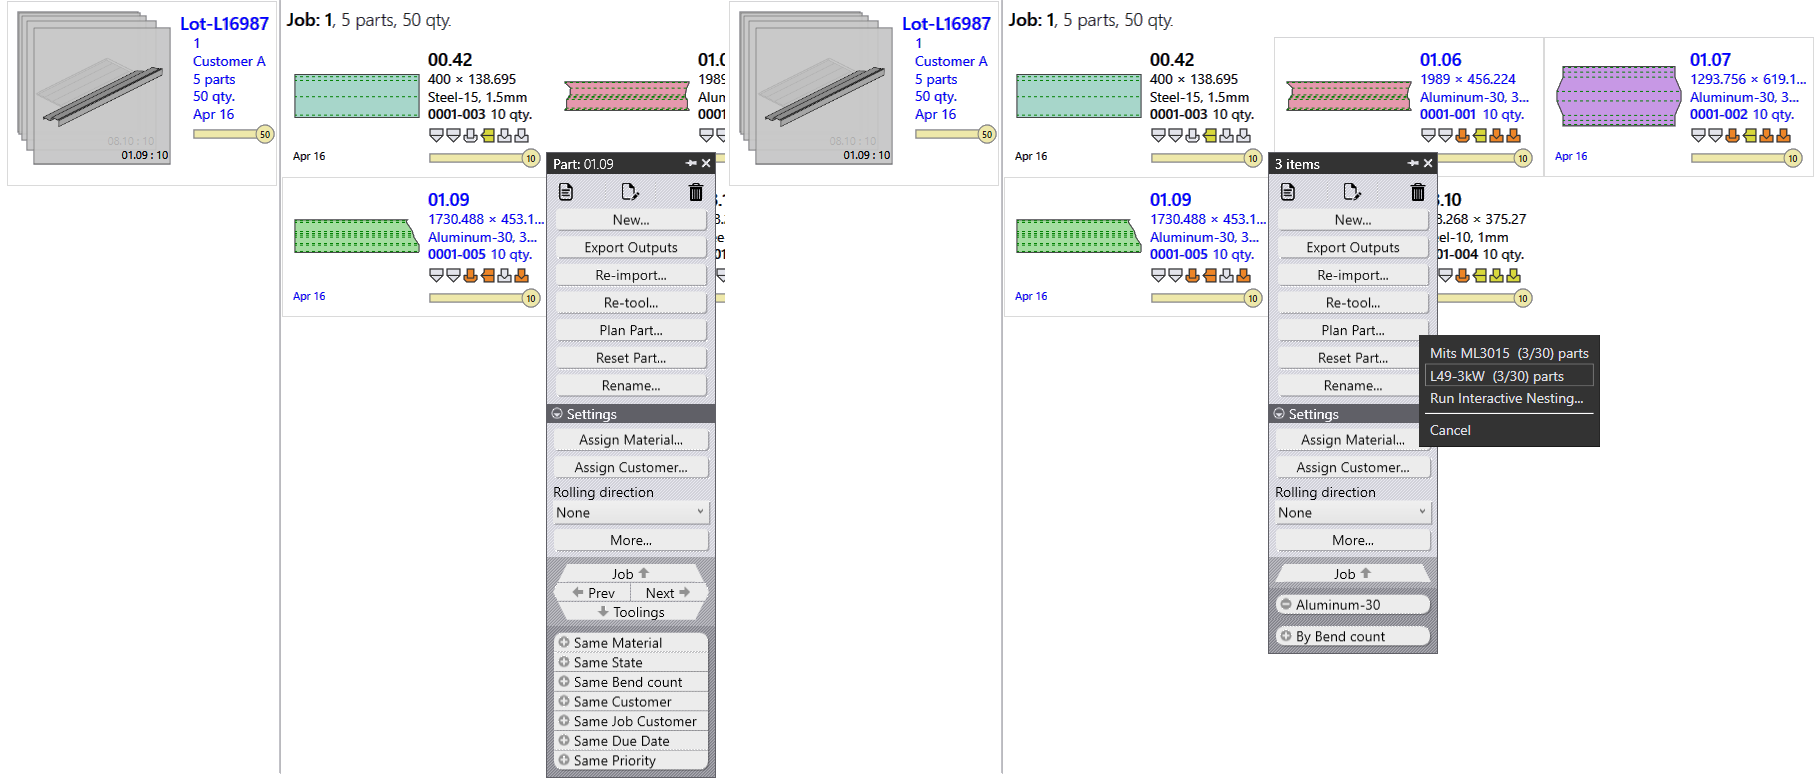 Lot-L16987
1
Customer A
5 parts
50 qty.
Apr 16
50
08.10 : 10
01.09 : 10
Job: 1, 5 parts, 50 qty.
00.42
400 × 138.695
Steel-15, 1.5mm
0001-003 10 qty.
Apr 16
10
01.0
1989
Alum
0001
01.09
1730.488 × 453.1...
Aluminum-30, 3...
0001-005 10 qty.
Apr 16
10
Part: 01.09
New...
Export Outputs
Re-import...
Re-tool...
Plan Part...
Reset Part...
Rename...
Settings
Assign Material...
Assign Customer...
Rolling direction
None
More...
Job
Prev
Next
Toolings
Same Material
Same State
Same Bend count
Same Customer
Same Job Customer
Same Due Date
Same Priority
Lot-L16987
1
Customer A
5 parts
50 qty.
Apr 16
50
08.10 : 10
01.09 : 10
Job: 1, 5 parts, 50 qty.
00.42
400 × 138.695
Steel-15, 1.5mm
0001-003 10 qty.
Apr 16
10
01.06
1989 × 456.224
Aluminum-30, 3...
0001-001 10 qty.
10
01.07
1293.756 × 619.1...
Aluminum-30, 3...
0001-002 10 qty.
Apr 16
10
01.09
1730.488 × 453.1...
Aluminum-30, 3...
0001-005 10 qty.
Apr 16
10
.10
.268 × 375.27
el-10, 1mm
01-004 10 qty.
10
3 items
New...
Export Outputs
Re-import...
Re-tool...
Plan Part...
Reset Part...
Rename...
Settings
Assign Material...
Assign Customer...
Rolling direction
None
More...
Job
Aluminum-30
By Bend count
Mits ML3015 (3/30) parts
L49-3kW (3/30) parts
Run Interactive Nesting...
Cancel